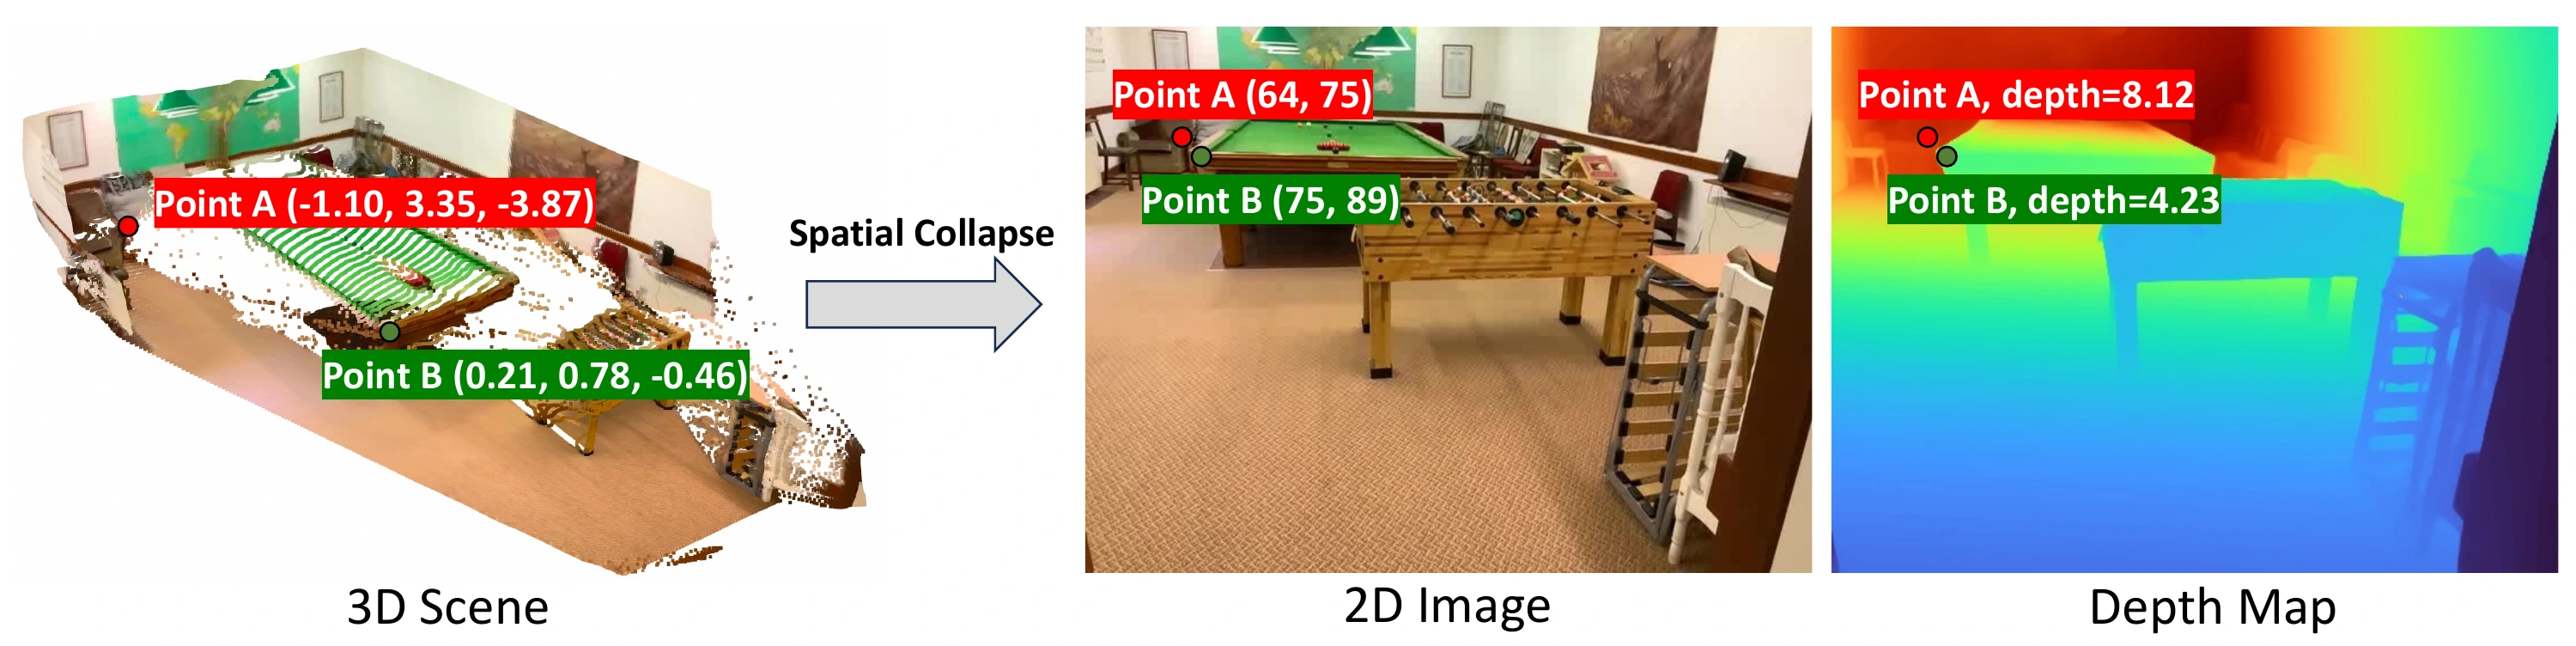 Point A (-1.10, 3.35, -3.87)
Point B (0.21, 0.78, -0.46)
3D Scene
Spatial Collapse
Point A (64, 75)
Point B (75, 89)
2D Image
Point A, depth=8.12
Point B, depth=4.23
Depth Map